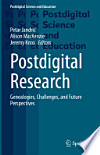 Postdigital Science and Education
Petar Jandrić
Alison MacKenzie
Jeremy Knox Editors
Postdigital
Research
Genealogies, Challenges, and Future
Perspectives